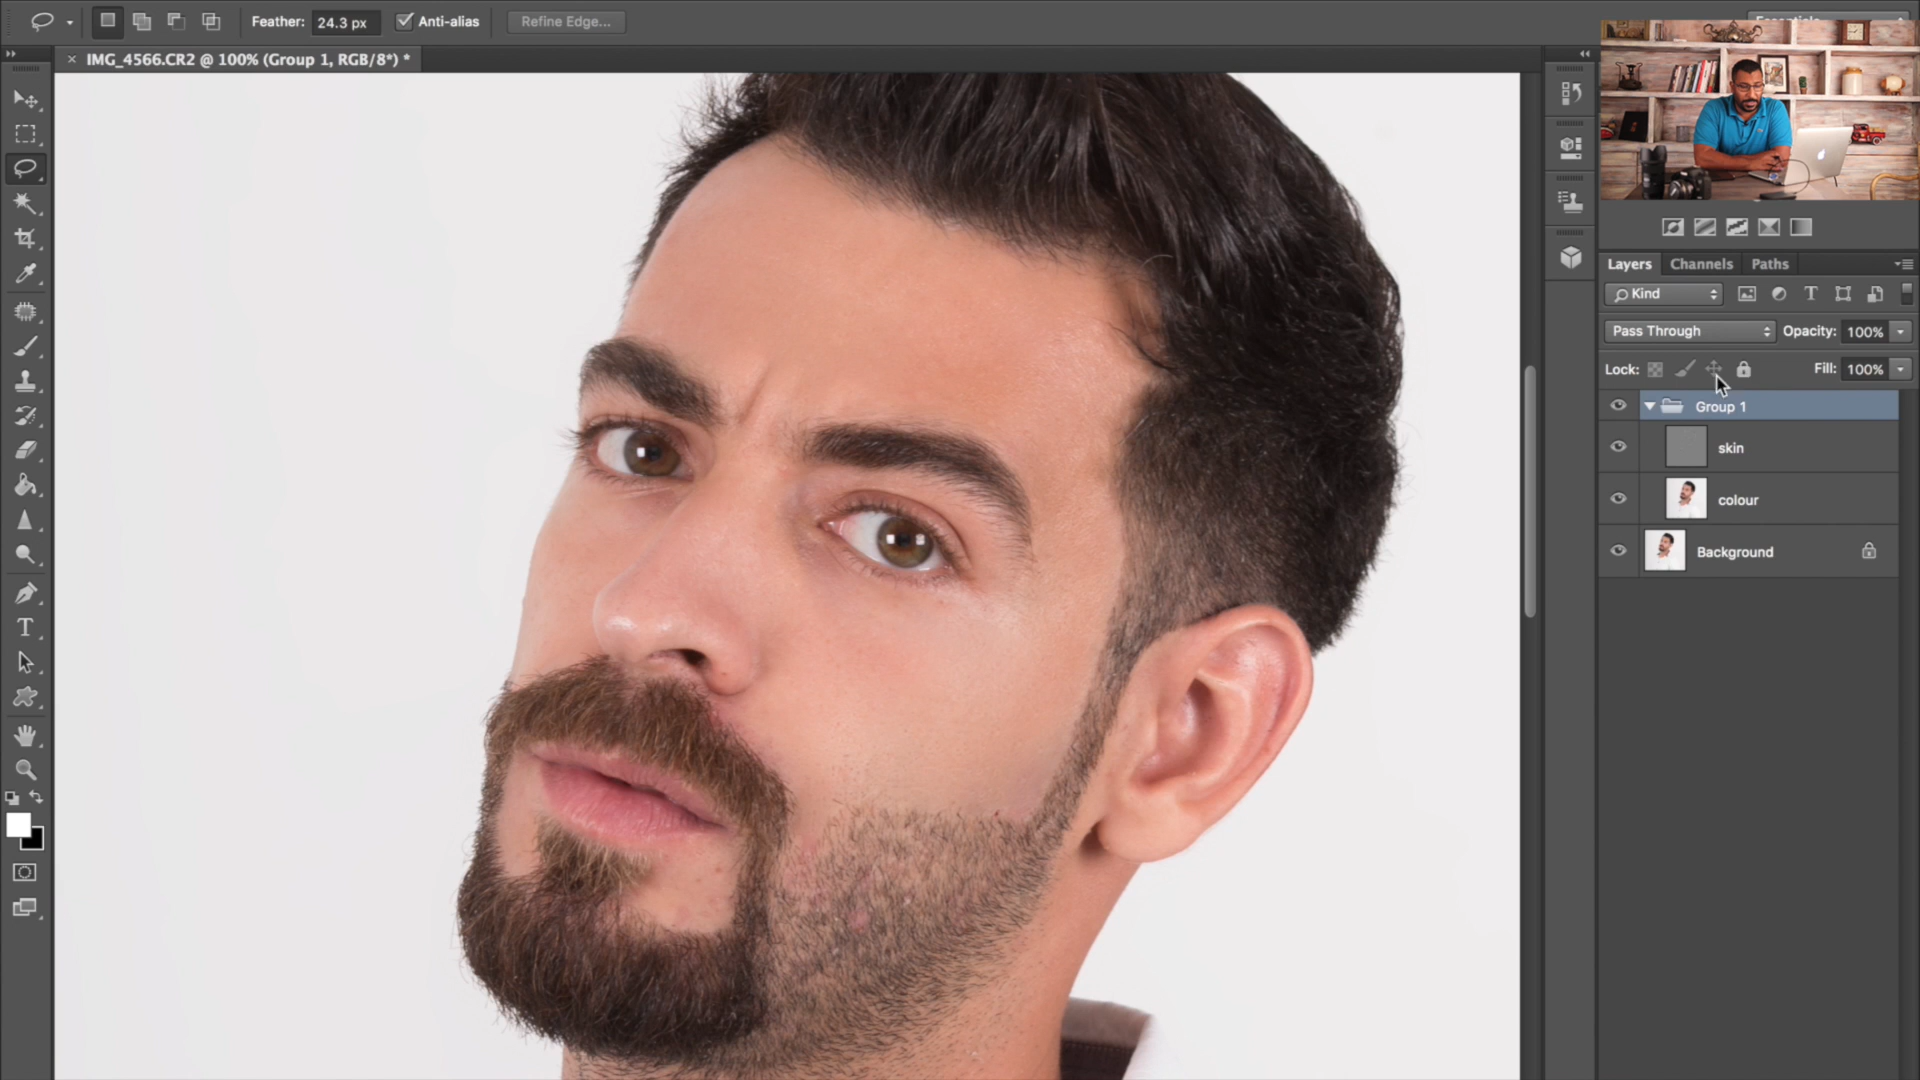 Feather: 24.3 px Anti-alias Refine Edge...
× IMG_4566.CR2 @ 100% (Group 1, RGB/8*) *
Layers Channels Paths
Kind T
Pass Through Opacity: 100%
Lock: Fill: 100%
Group 1
skin
colour
Background
T